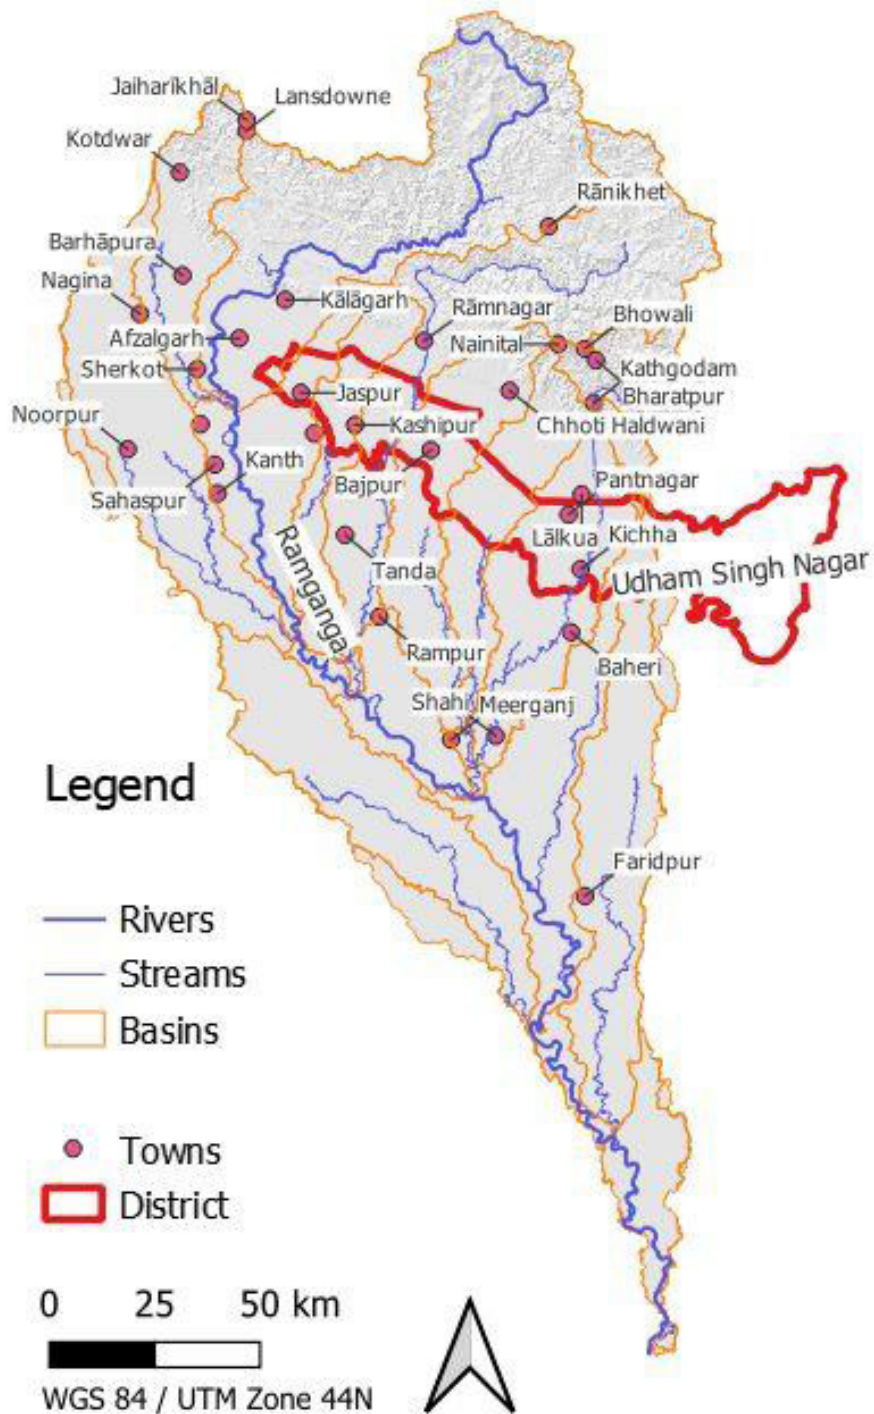 Jaiharīkhāl
Lansdowne
Kotdwar
Rānikhet
Barhāpura
Nagina
Kālāgarh
Rāmnagar
Bhowali
Afzalgarh
Nainital
Kathgodam
Sherkot
Jaspur
Bharatpur
Noorpur
Kashipur
Chhoti Haldwani
Kanth
Sahaspur
Bajpur
Pantnagar
Lālkua
Kichha
Ramganga
Tanda
Udham Singh Nagar
Rampur
Baheri
Shahi
Meerganj
Legend
Faridpur
Rivers
Streams
Basins
Towns
District
0 25 50 km
WGS 84 / UTM Zone 44N